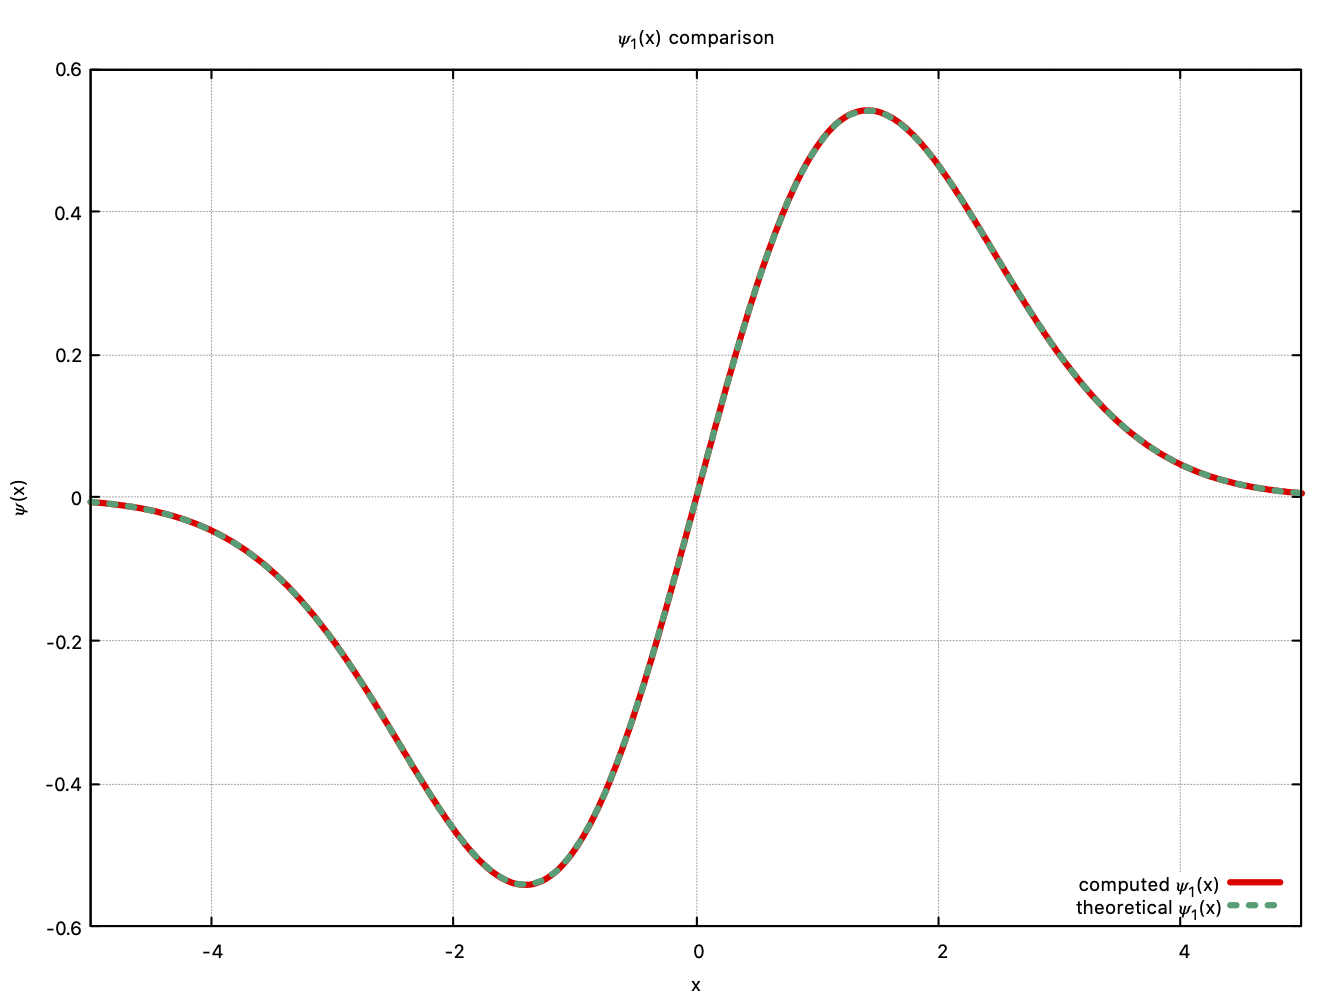 ψ₁(x) comparison
0.6
0.4
0.2
0
-0.2
-0.4
-0.6
ψ(x)
computed ψ₁(x)
theoretical ψ₁(x)
-4 -2 0 2 4
x